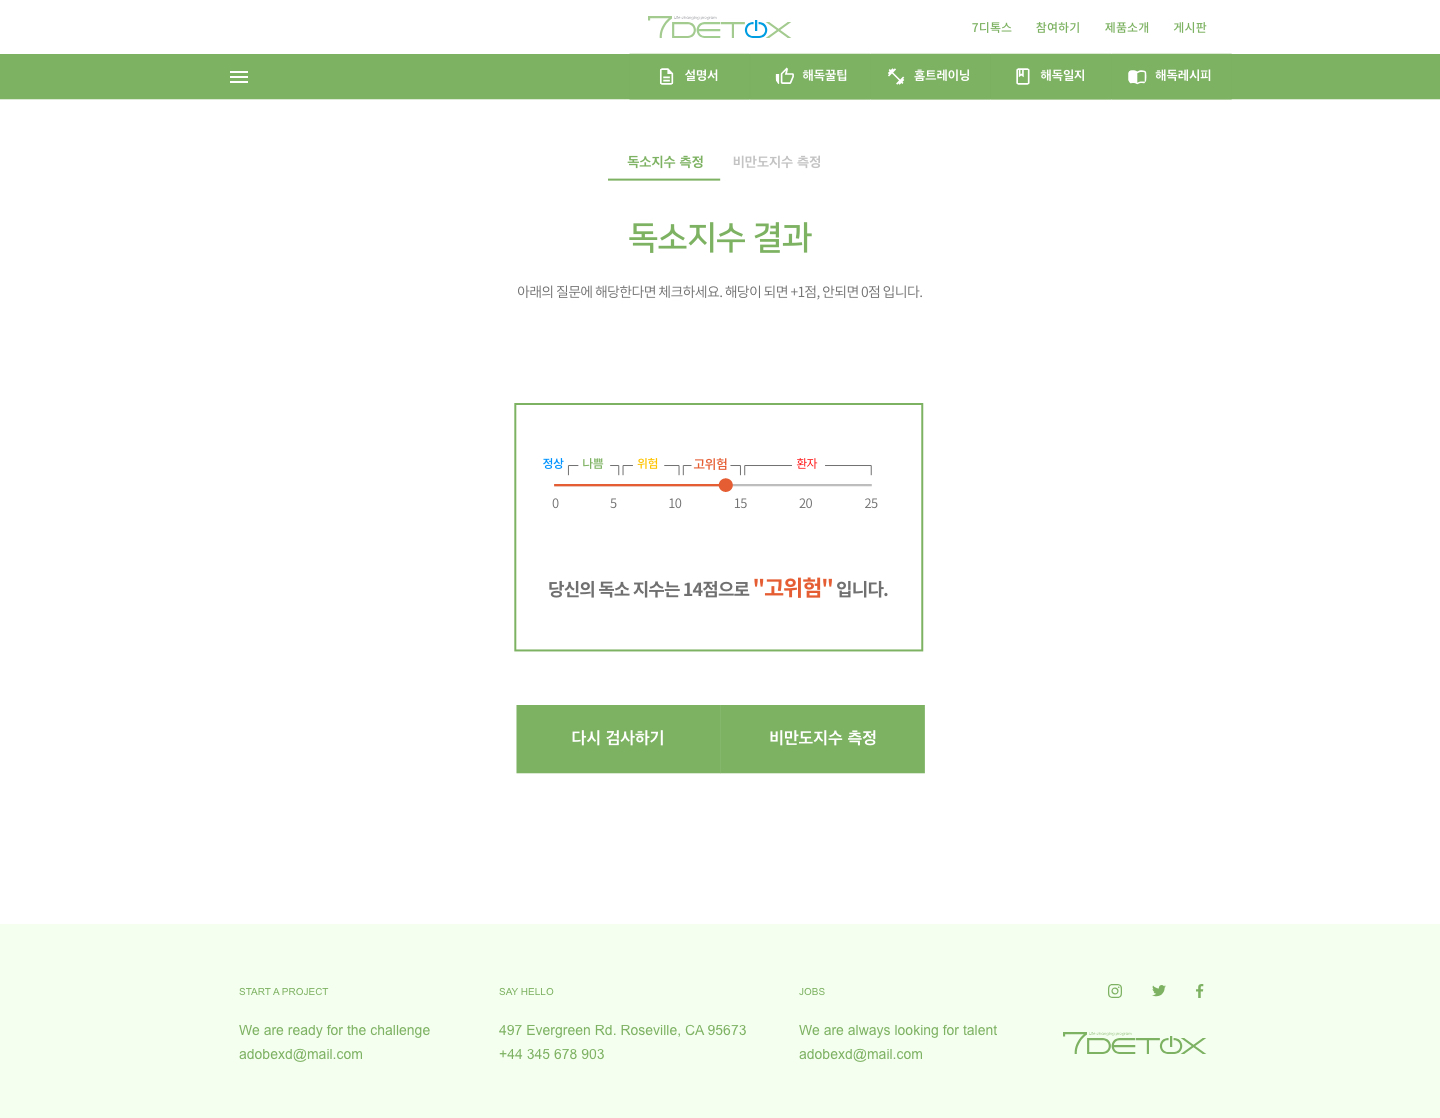 7DETOX
7디톡스 참여하기 제품소개 게시판
설명서 해독꿀팁 홈트레이닝 해독일지 해독레시피
독소지수 측정 비만도지수 측정
독소지수 결과
아래의 질문에 해당한다면 체크하세요. 해당이 되면 +1점, 안되면 0점 입니다.
정상 나쁨 위험 고위험 환자
0 5 10 15 20 25
당신의 독소 지수는 14점으로 "고위험" 입니다.
다시 검사하기 비만도지수 측정
START A PROJECT
We are ready for the challenge
adobexd@mail.com
SAY HELLO
497 Evergreen Rd. Roseville, CA 95673
+44 345 678 903
JOBS
We are always looking for talent
adobexd@mail.com
7DETOX